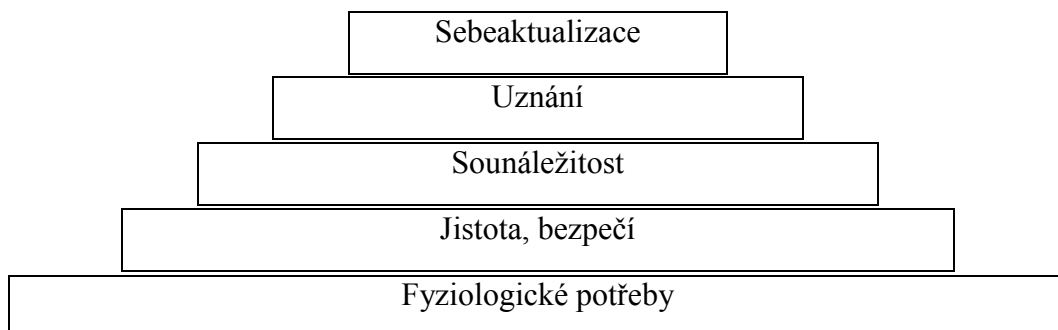 Sebeaktualizace
Uznání
Sounáležitost
Jistota, bezpečí
Fyziologické potřeby